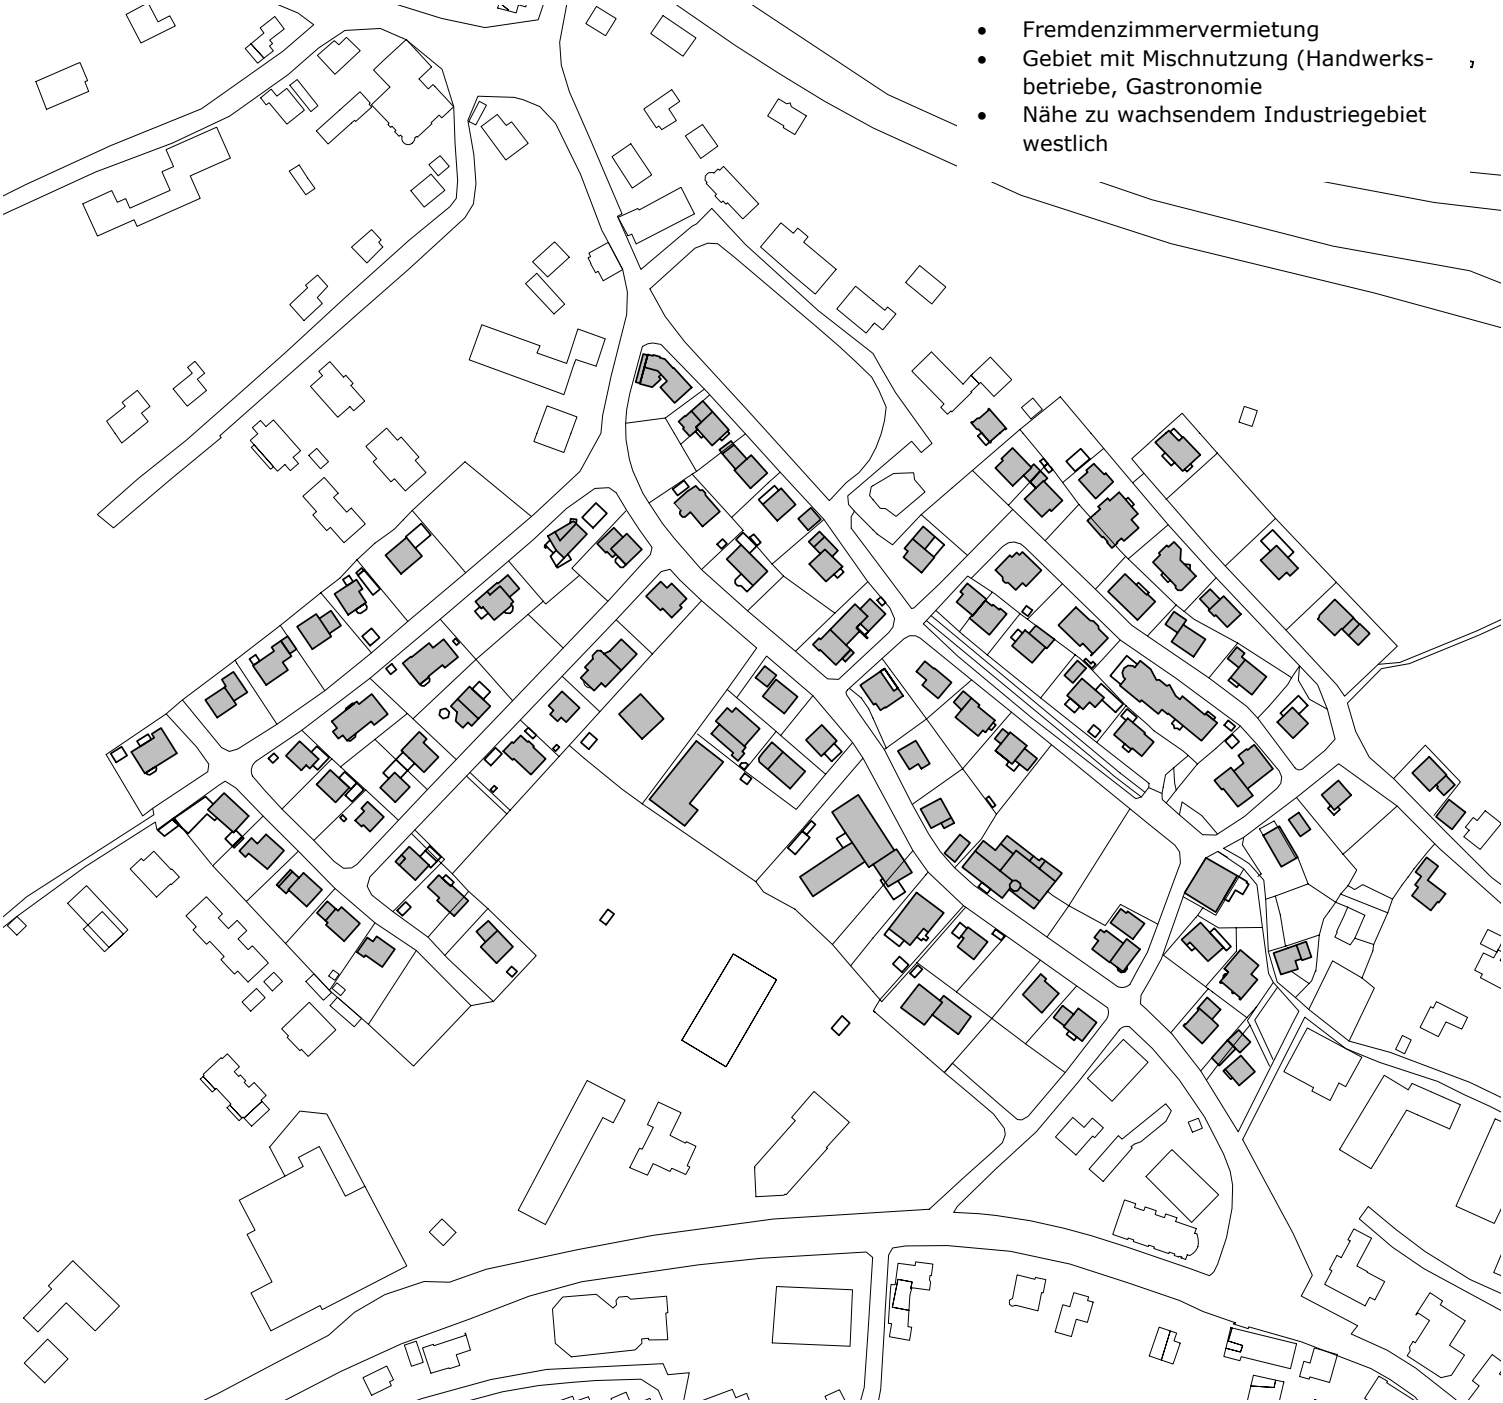 • Fremdenzimmervermietung
• Gebiet mit Mischnutzung (Handwerks-
betriebe, Gastronomie
• Nähe zu wachsendem Industriegebiet
westlich